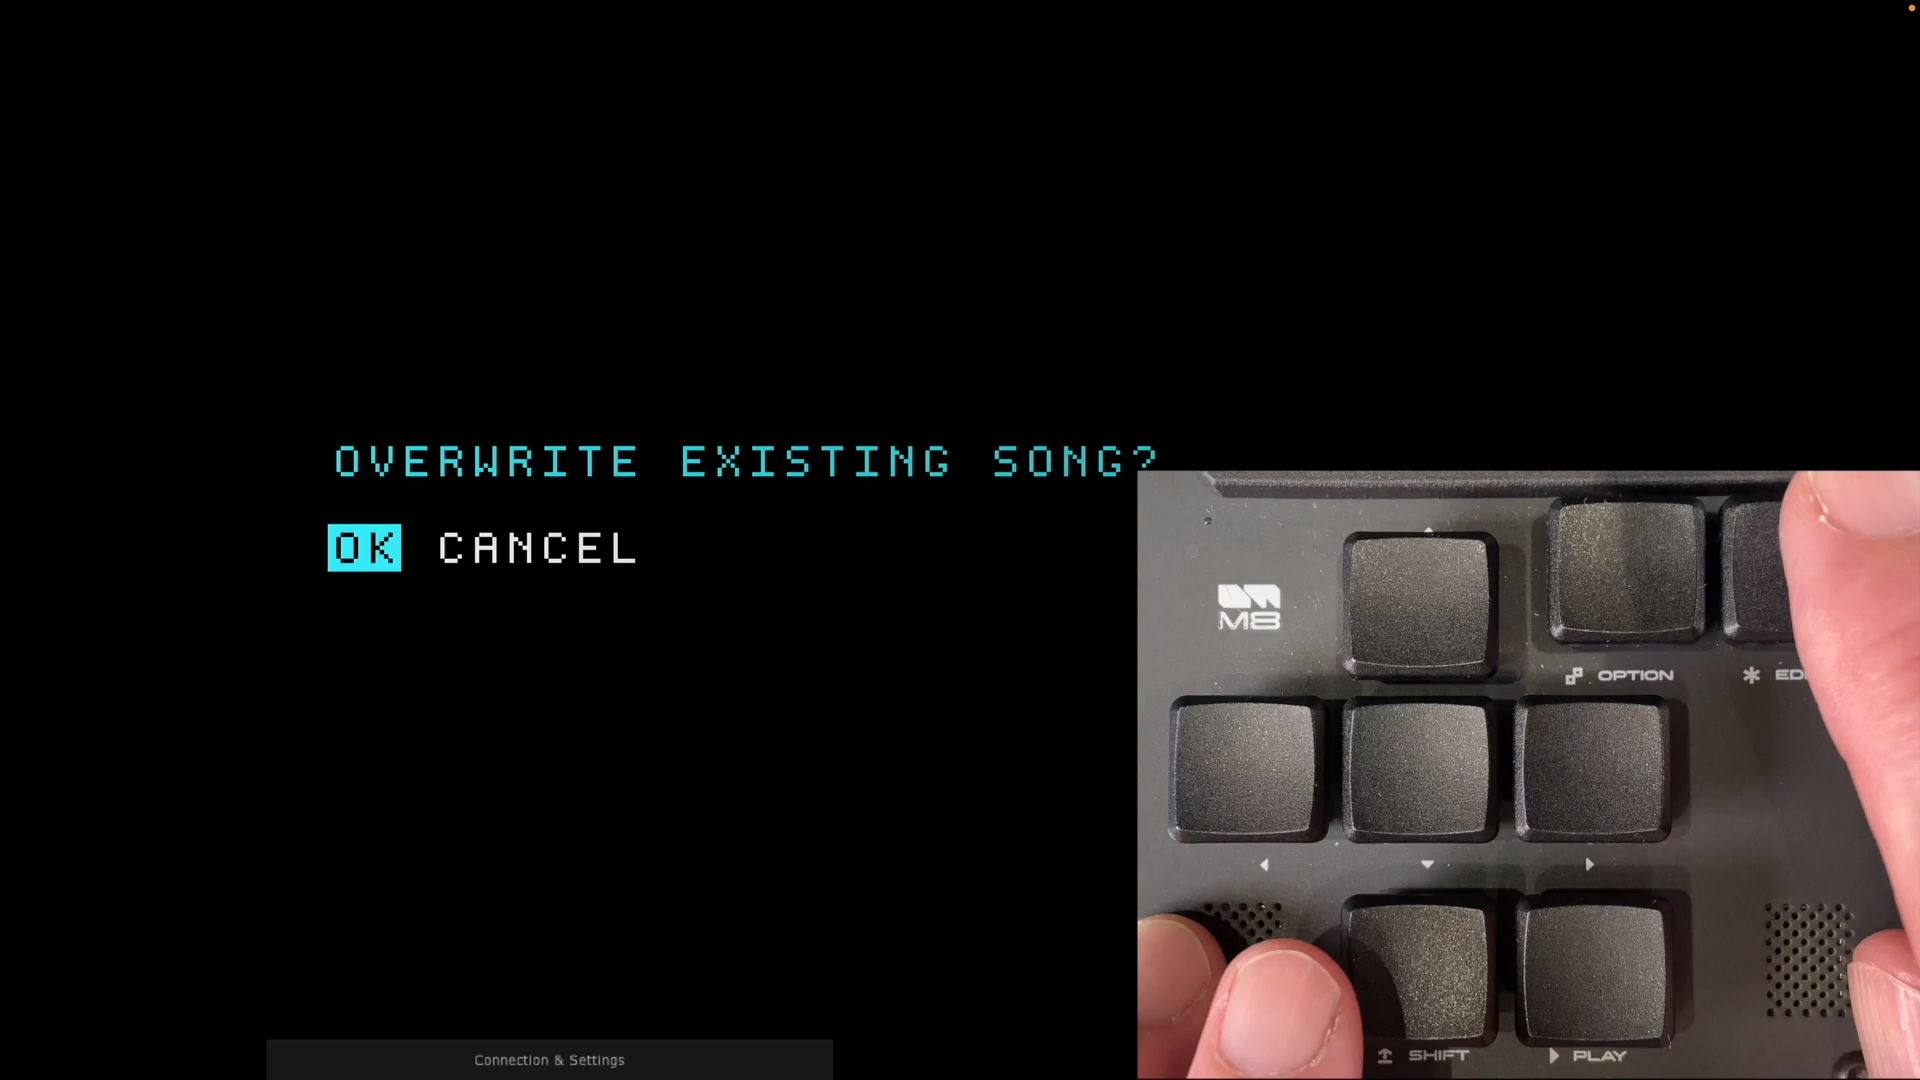 OVERWRITE EXISTING SONG?
OK CANCEL
M8
OPTION
SHIFT
PLAY
Connection & Settings